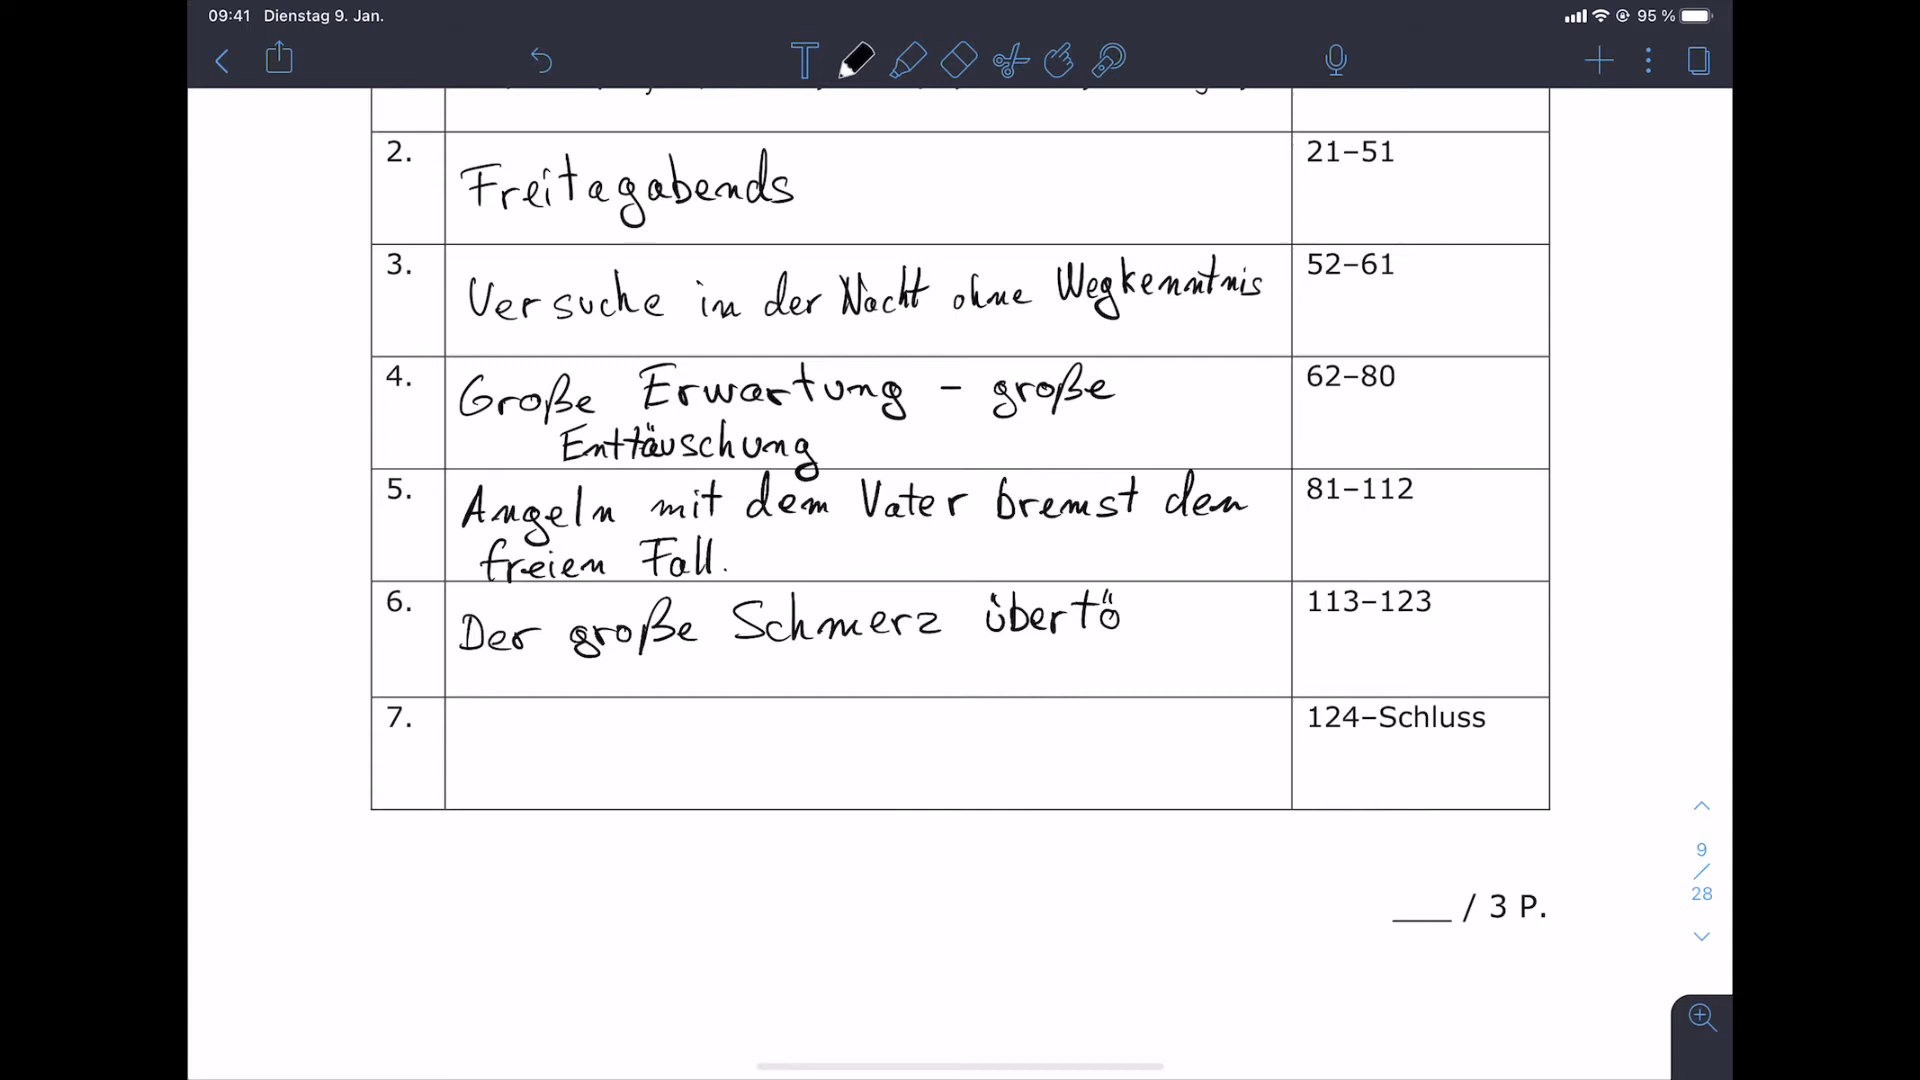 09:41 Dienstag 9. Jan.
95 %
2.
Freitagabends
21–51
3.
Versuche in der Nacht ohne Wegkenntnis
52–61
4.
Große Erwartung - große
Enttäuschung
62–80
5.
Angeln mit dem Vater bremst den
freien Fall.
81–112
6.
Der große Schmerz übertö
113–123
7.
124–Schluss
9
/
28
___ / 3 P.